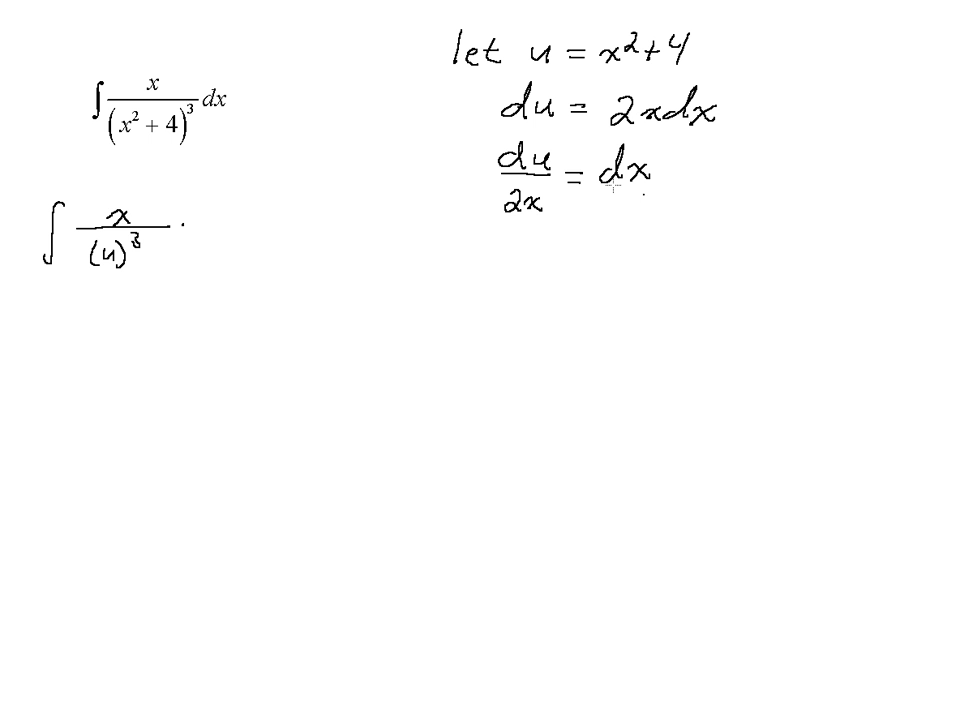 ∫ x/(x² + 4)³ dx
let u = x²+4
du = 2xdx
du/2x = dx
∫ x/(u)³ ·